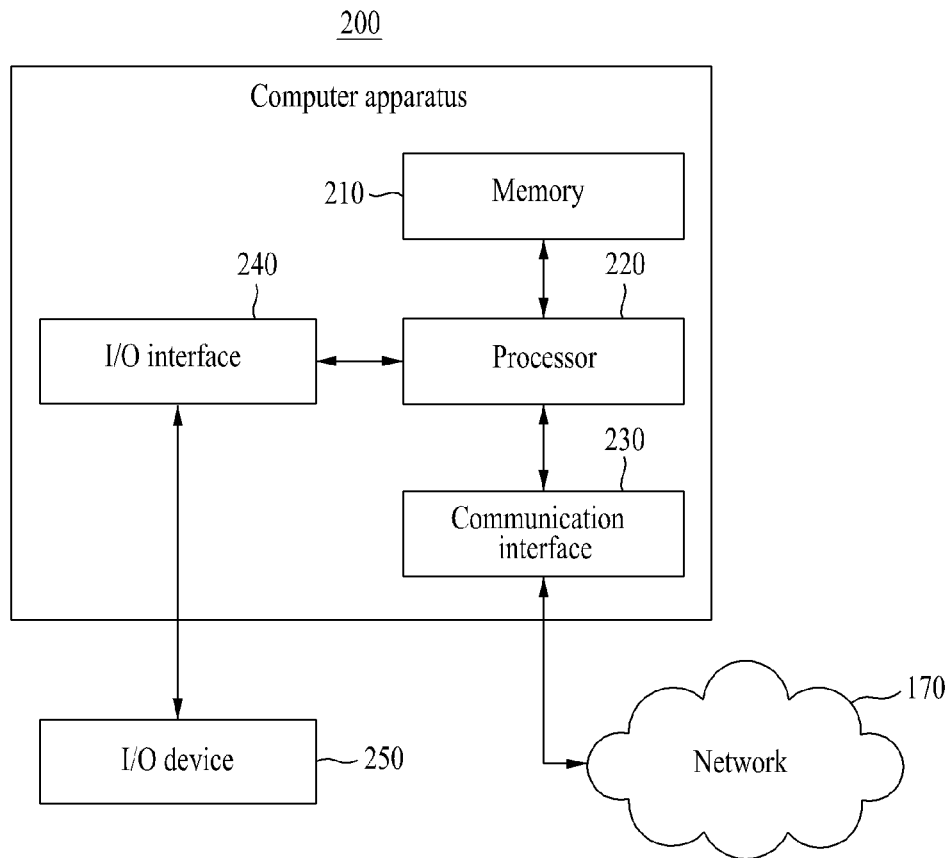 200
Computer apparatus
210
Memory
240
220
I/O interface
Processor
230
Communication
interface
I/O device
250
170
Network